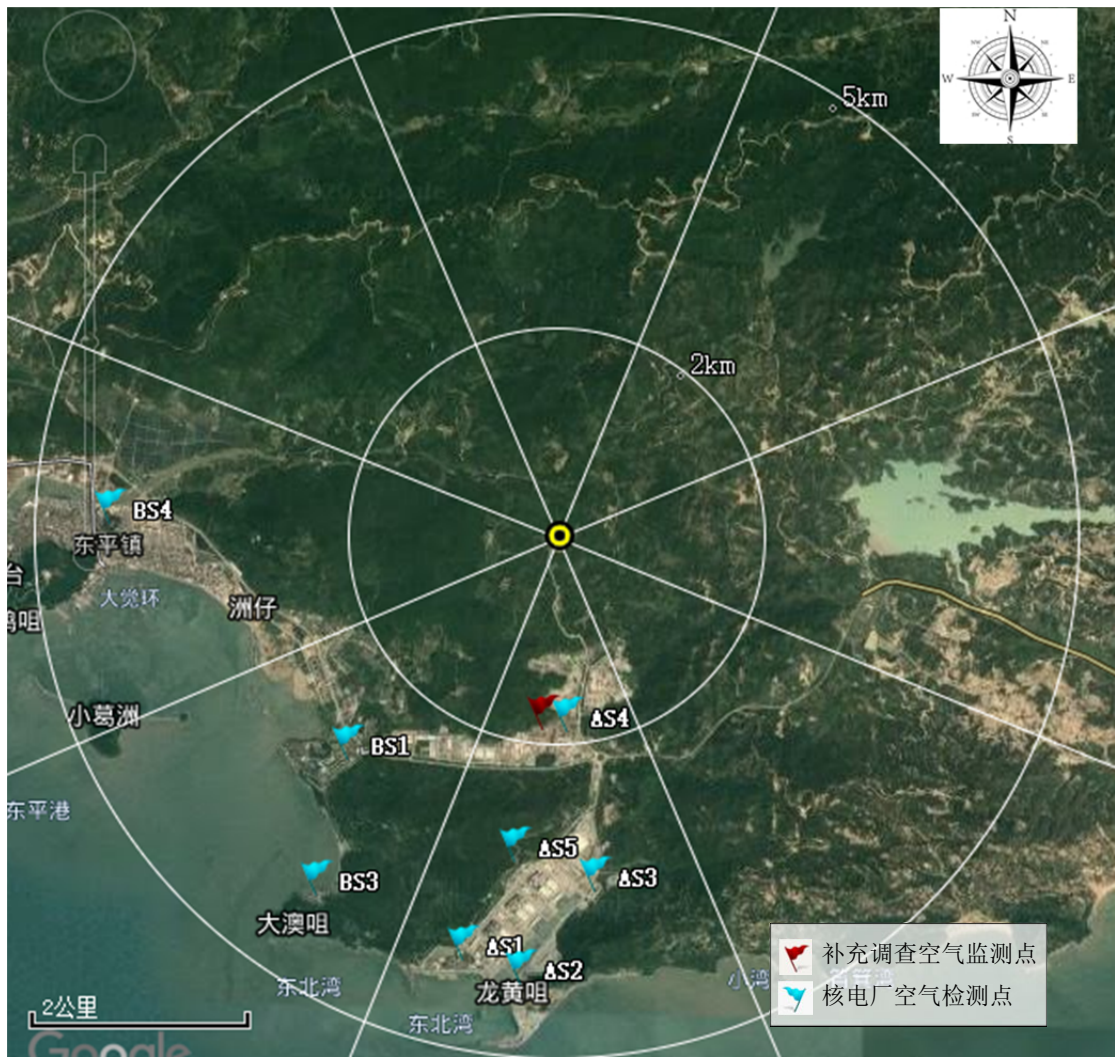 N
W
E
S
5km
2km
BS4
东平镇
台
大觉环
洲仔
鹅咀
小葛洲
AS4
BS1
东平港
AS5
AS3
BS3
大澳咀
AS1
AS2
补充调查空气监测点
核电厂空气检测点
东北湾
龙黄咀
小湾
2公里
东北湾
Google